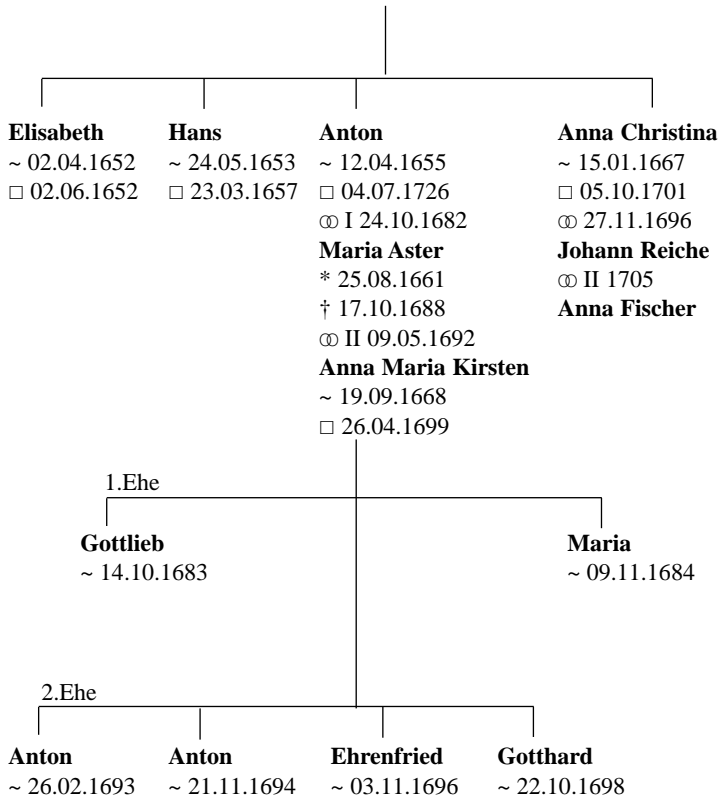 Elisabeth
~ 02.04.1652
□ 02.06.1652
Hans
~ 24.05.1653
□ 23.03.1657
Anton
~ 12.04.1655
□ 04.07.1726
⚭ I 24.10.1682
Maria Aster
* 25.08.1661
† 17.10.1688
⚭ II 09.05.1692
Anna Maria Kirsten
~ 19.09.1668
□ 26.04.1699
Anna Christina
~ 15.01.1667
□ 05.10.1701
⚭ 27.11.1696
Johann Reiche
⚭ II 1705
Anna Fischer
1.Ehe
Gottlieb
~ 14.10.1683
Maria
~ 09.11.1684
2.Ehe
Anton
~ 26.02.1693
Anton
~ 21.11.1694
Ehrenfried
~ 03.11.1696
Gotthard
~ 22.10.1698